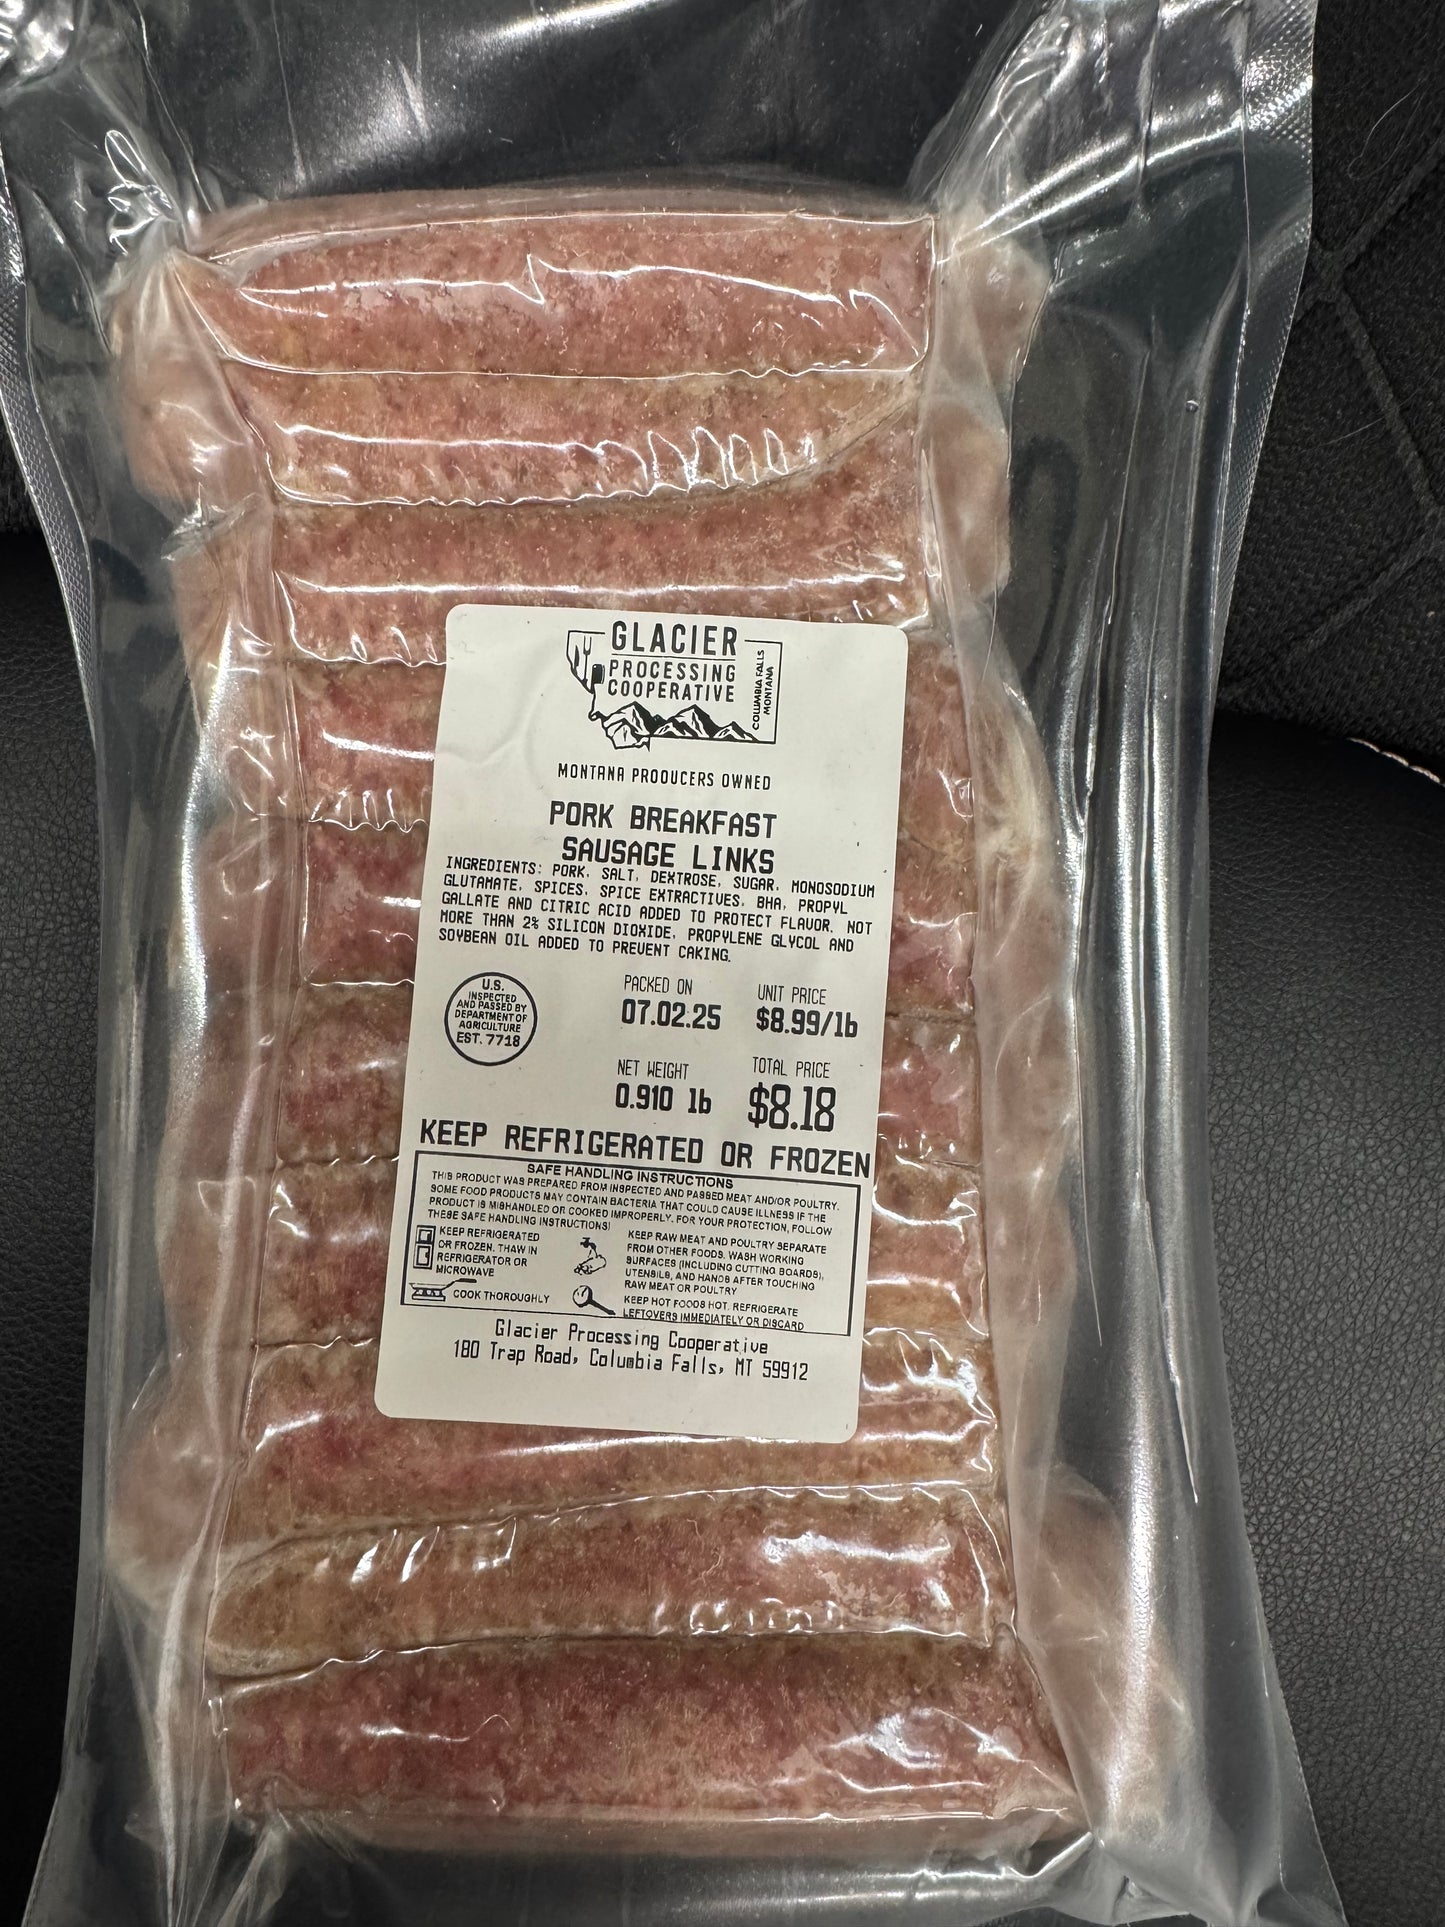 GLACIER
PROCESSING
COOPERATIVE
COLUMBIA FALLS
MONTANA
MONTANA PRODUCERS OWNED
PORK BREAKFAST
SAUSAGE LINKS
INGREDIENTS: PORK, SALT, DEXTROSE, SUGAR, MONOSODIUM
GLUTAMATE, SPICES, SPICE EXTRACTIVES, BHA, PROPYL
GALLATE AND CITRIC ACID ADDED TO PROTECT FLAVOR. NOT
MORE THAN 2% SILICON DIOXIDE, PROPYLENE GLYCOL AND
SOYBEAN OIL ADDED TO PREVENT CAKING.
U.S.
INSPECTED
AND PASSED BY
DEPARTMENT OF
AGRICULTURE
EST. 7718
PACKED ON
07.02.25
UNIT PRICE
$8.99/lb
NET WEIGHT
0.910 lb
TOTAL PRICE
$8.18
KEEP REFRIGERATED OR FROZEN
SAFE HANDLING INSTRUCTIONS
THIS PRODUCT WAS PREPARED FROM INSPECTED AND PASSED MEAT AND/OR POULTRY.
SOME FOOD PRODUCTS MAY CONTAIN BACTERIA THAT COULD CAUSE ILLNESS IF THE
PRODUCT IS MISHANDLED OR COOKED IMPROPERLY. FOR YOUR PROTECTION, FOLLOW
THESE SAFE HANDLING INSTRUCTIONS!
KEEP REFRIGERATED
OR FROZEN. THAW IN
REFRIGERATOR OR
MICROWAVE
COOK THOROUGHLY
KEEP RAW MEAT AND POULTRY SEPARATE
FROM OTHER FOODS. WASH WORKING
SURFACES (INCLUDING CUTTING BOARDS),
UTENSILS, AND HANDS AFTER TOUCHING
RAW MEAT OR POULTRY
KEEP HOT FOODS HOT. REFRIGERATE
LEFTOVERS IMMEDIATELY OR DISCARD
Glacier Processing Cooperative
180 Trap Road, Columbia Falls, MT 59912